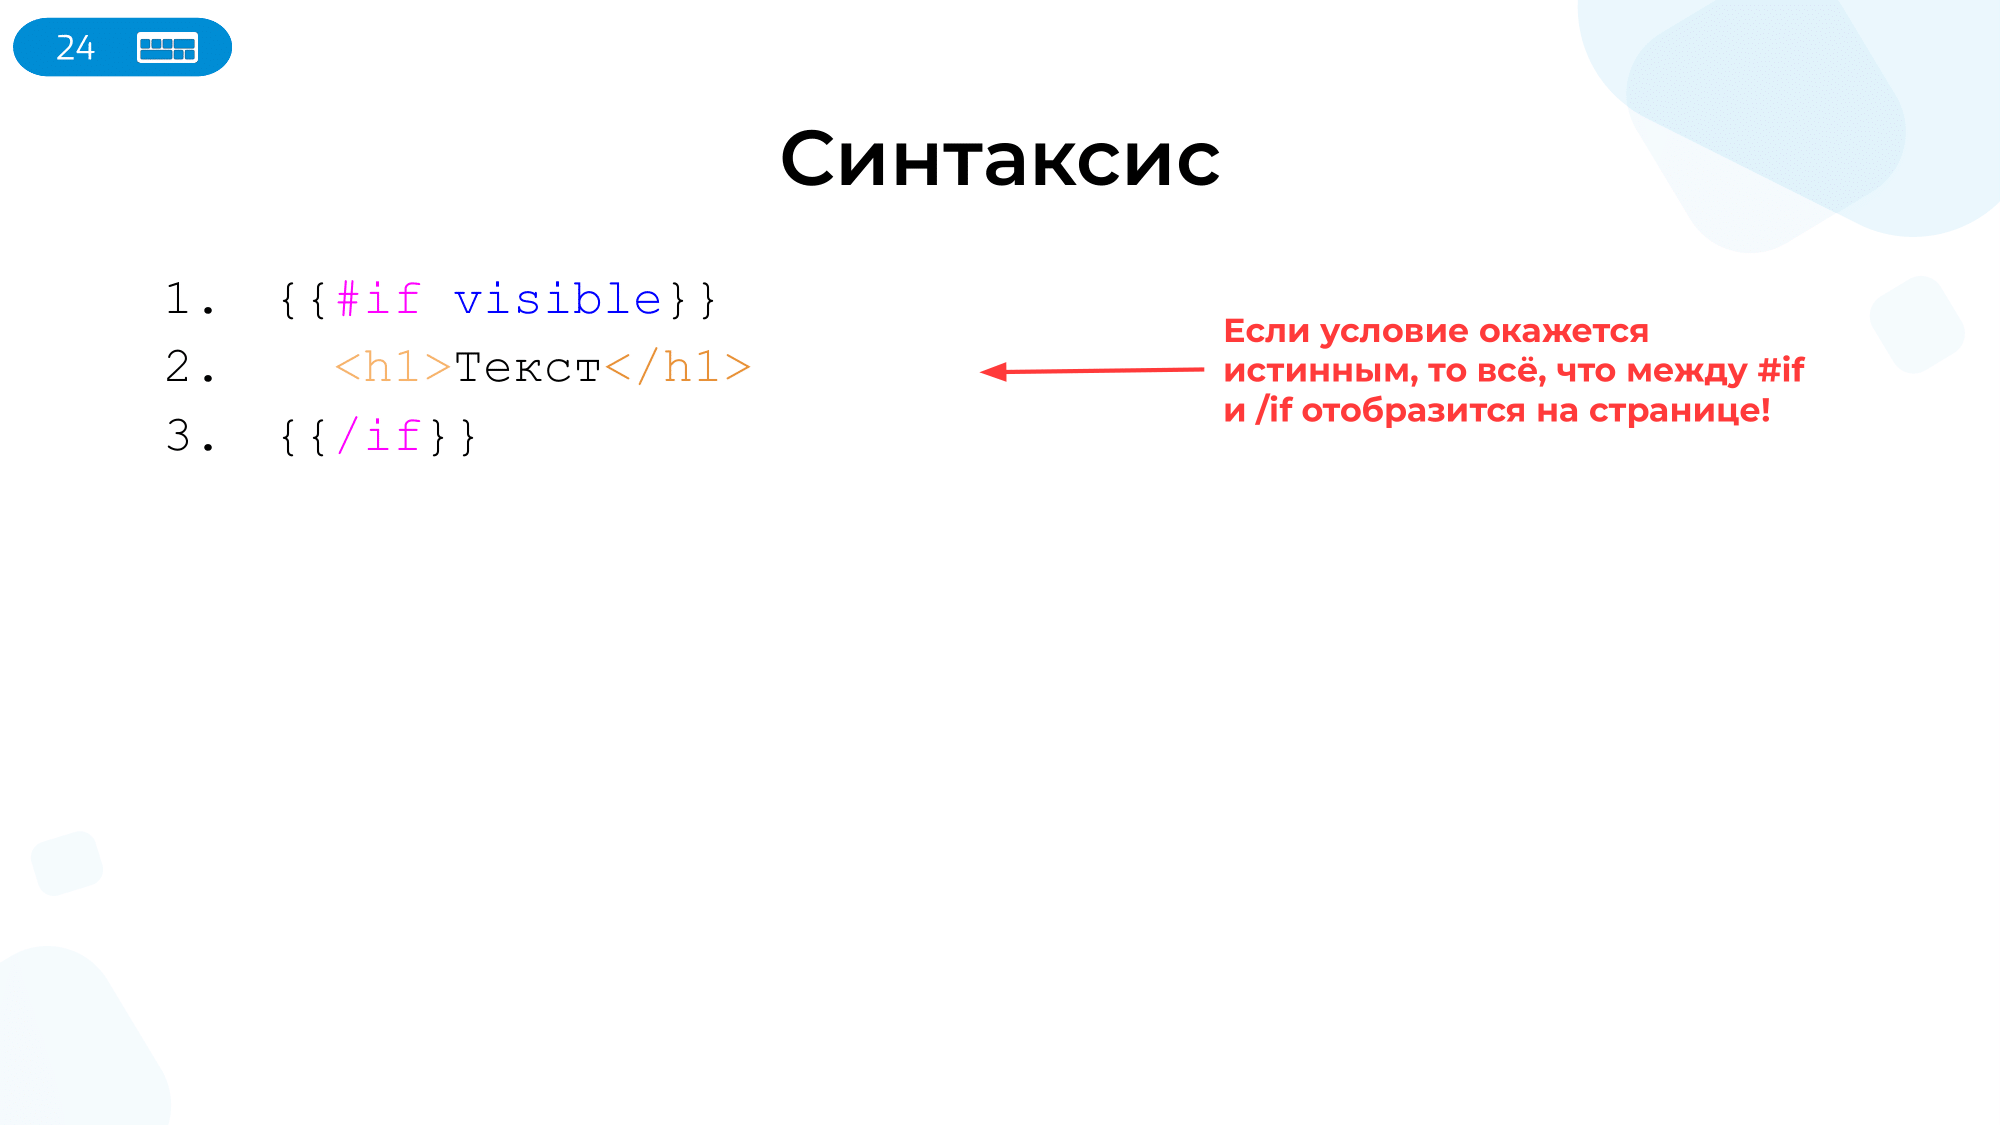 24
Синтаксис
1. {{#if visible}}
2. <h1>Текст</h1>
3. {{/if}}
Если условие окажется
истинным, то всё, что между #if
и /if отобразится на странице!